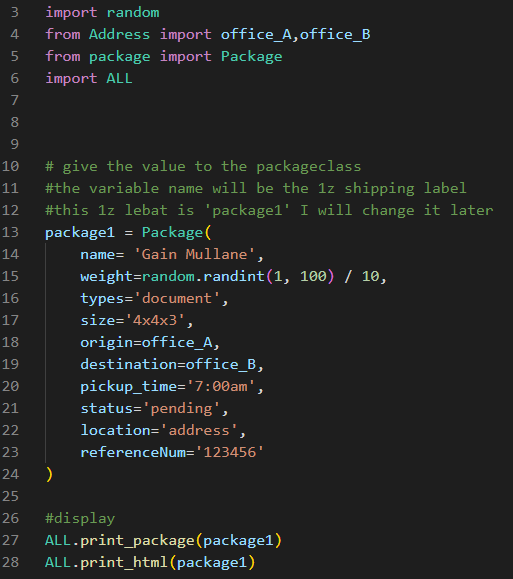 3 import random
4 from Address import office_A,office_B
5 from package import Package
6 import ALL
7
8
9
10 # give the value to the packageclass
11 #the variable name will be the 1z shipping label
12 #this 1z lebat is 'package1' I will change it later
13 package1 = Package(
14     name= 'Gain Mullane',
15     weight=random.randint(1, 100) / 10,
16     types='document',
17     size='4x4x3',
18     origin=office_A,
19     destination=office_B,
20     pickup_time='7:00am',
21     status='pending',
22     location='address',
23     referenceNum='123456'
24 )
25
26 #display
27 ALL.print_package(package1)
28 ALL.print_html(package1)